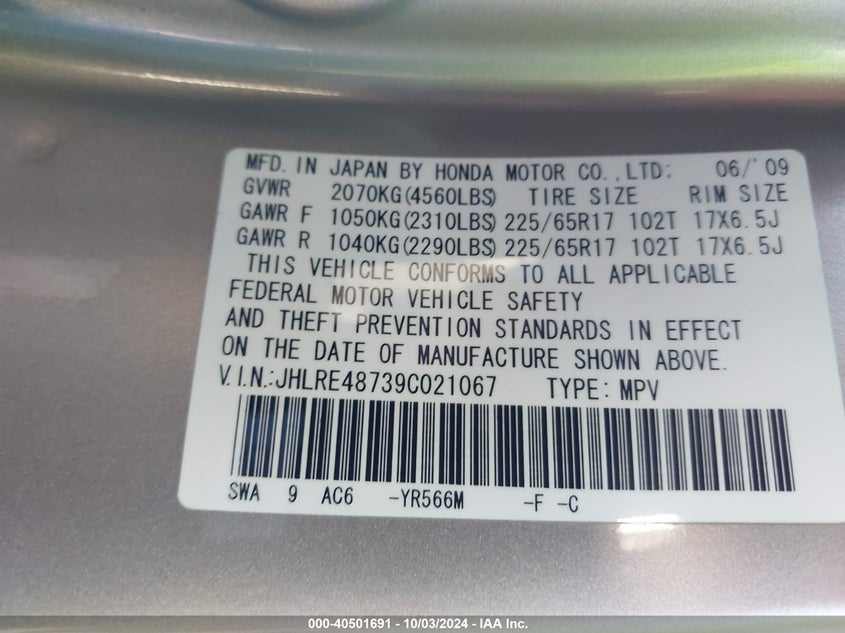 MFD. IN JAPAN BY HONDA MOTOR CO.,LTD: 06/'09
GVWR 2070KG(4560LBS) TIRE SIZE RIM SIZE
GAWR F 1050KG(2310LBS) 225/65R17 102T 17X6.5J
GAWR R 1040KG(2290LBS) 225/65R17 102T 17X6.5J
THIS VEHICLE CONFORMS TO ALL APPLICABLE
FEDERAL MOTOR VEHICLE SAFETY
AND THEFT PREVENTION STANDARDS IN EFFECT
ON THE DATE OF MANUFACTURE SHOWN ABOVE.
V.I.N.:JHLRE48739C021067 TYPE: MPV
SWA 9 AC6 -YR566M -F -C
000-40501691 - 10/03/2024 - IAA Inc.